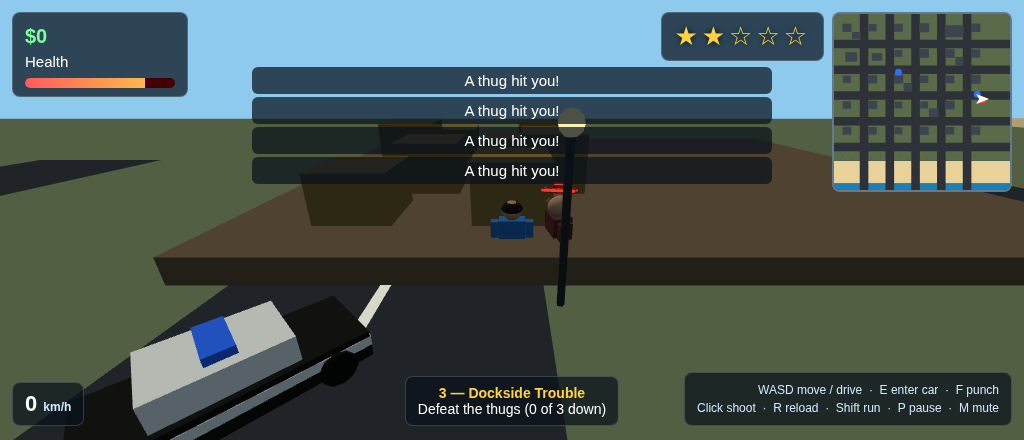 $0
Health
★★☆☆☆
A thug hit you!
A thug hit you!
A thug hit you!
A thug hit you!
0 km/h
3 — Dockside Trouble
Defeat the thugs (0 of 3 down)
WASD move / drive · E enter car · F punch
Click shoot · R reload · Shift run · P pause · M mute